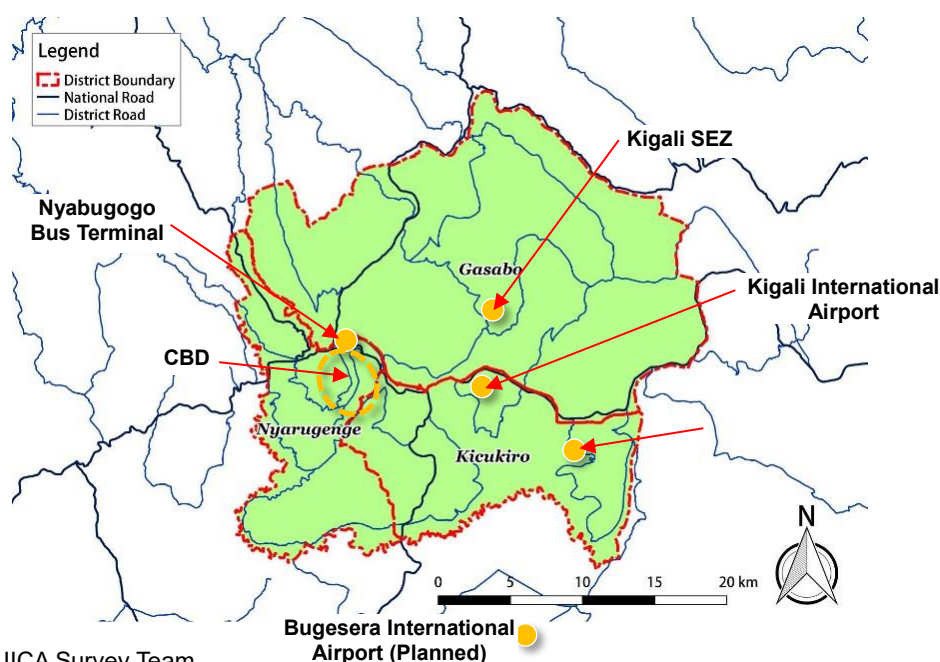 Legend
District Boundary
National Road
District Road
Kigali SEZ
Nyabugogo
Bus Terminal
Gasabo
Kigali International
Airport
CBD
Nyarugenge
Kicukiro
N
0 5 10 15 20 km
Bugesera International
Airport (Planned)
JICA Survey Team